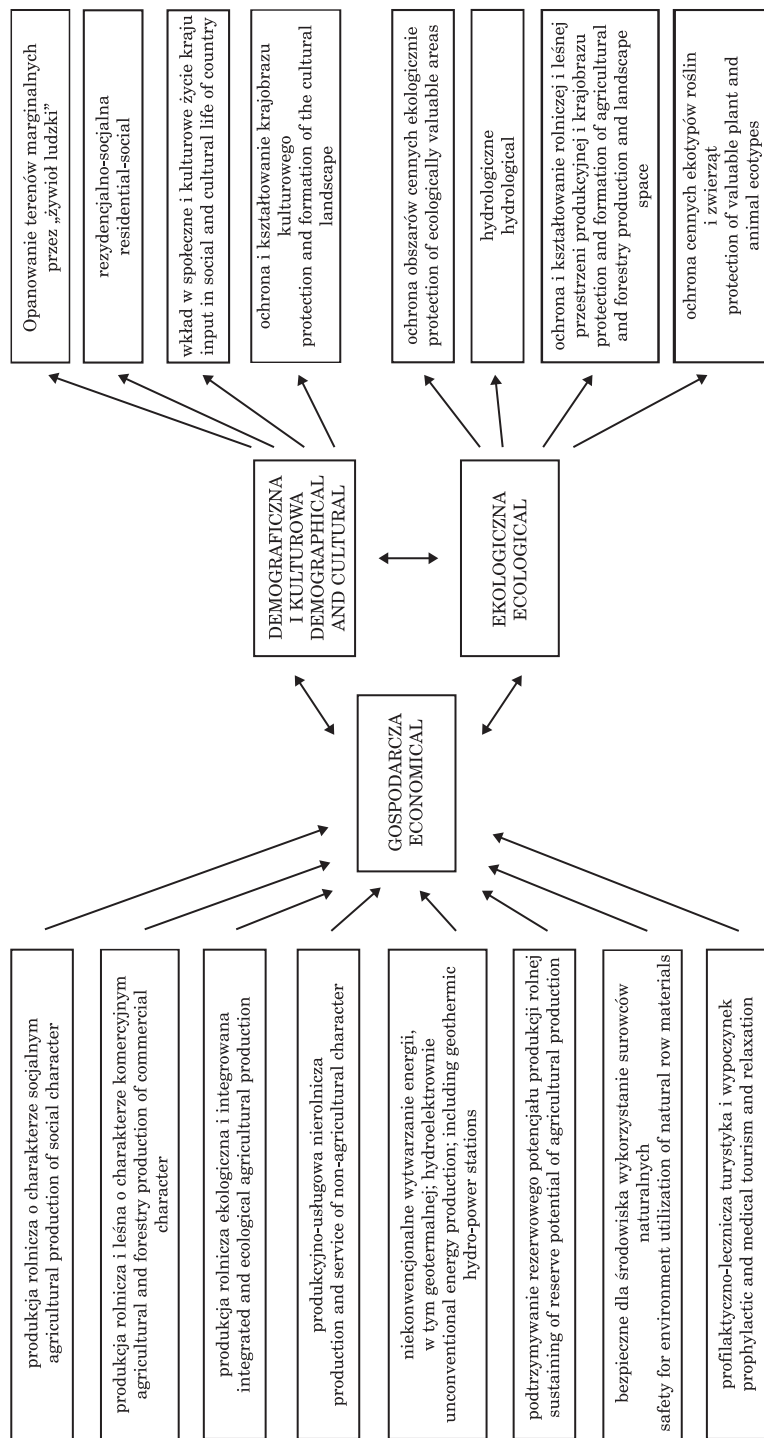 Opanowanie terenów marginalnych
przez „żywioł ludzki”
rezydencjalno-socjalna
residential-social
wkład w społeczne i kulturowe życie kraju
input in social and cultural life of country
ochrona i kształtowanie krajobrazu
kulturowego
protection and formation of the cultural
landscape
ochrona obszarów cennych ekologicznie
protection of ecologically valuable areas
hydrologiczne
hydrological
ochrona i kształtowanie rolniczej i leśnej
przestrzeni produkcyjnej i krajobrazu
protection and formation of agricultural
and forestry production and landscape
space
ochrona cennych ekotypów roślin
i zwierząt
protection of valuable plant and
animal ecotypes
DEMOGRAFICZNA
I KULTUROWA
DEMOGRAPHICAL
AND CULTURAL
EKOLOGICZNA
ECOLOGICAL
GOSPODARCZA
ECONOMICAL
produkcja rolnicza o charakterze socjalnym
agricultural production of social character
produkcja rolnicza i leśna o charakterze komercyjnym
agricultural and forestry production of commercial
character
produkcja rolnicza ekologiczna i integrowana
integrated and ecological agricultural production
produkcyjno-usługowa nierolnicza
production and service of non-agricultural character
niekonwencjonalne wytwarzanie energii,
w tym geotermalnej; hydroelektrownie
unconventional energy production; including geothermic
hydro-power stations
podtrzymywanie rezerwowego potencjału produkcji rolnej
sustaining of reserve potential of agricultural production
bezpieczne dla środowiska wykorzystanie surowców
naturalnych
safety for environment utilization of natural row materials
profilaktyczno-lecznicza turystyka i wypoczynek
prophylactic and medical tourism and relaxation